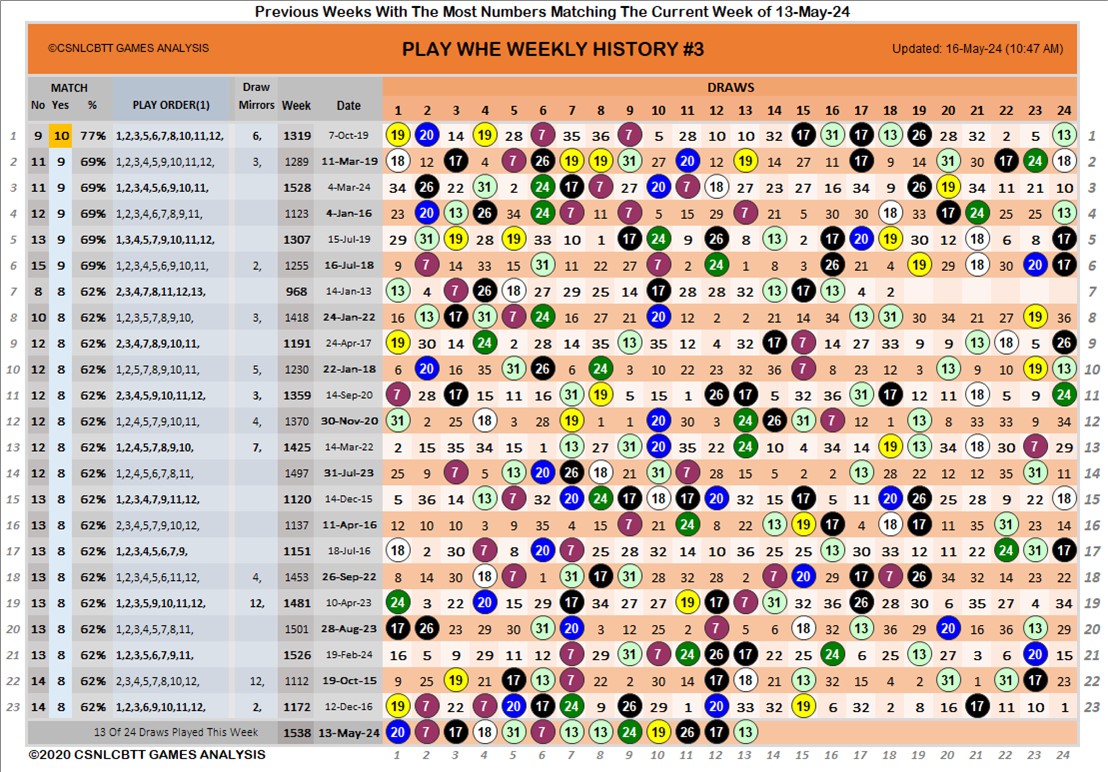 Previous Weeks With The Most Numbers Matching The Current Week of 13-May-24
©CSNLCBTT GAMES ANALYSIS PLAY WHE WEEKLY HISTORY #3 Updated: 16-May-24 (10:47 AM)
MATCH Draw DRAWS
No Yes % PLAY ORDER(1) Mirrors Week Date 1 2 3 4 5 6 7 8 9 10 11 12 13 14 15 16 17 18 19 20 21 22 23 24
1 9 10 77% 1,2,3,5,6,7,8,10,11,12, 6, 1319 7-Oct-19 19 20 14 19 28 7 35 36 7 5 28 10 10 32 17 31 17 13 26 28 32 2 5 13 1
2 11 9 69% 1,2,3,4,5,9,10,11,12, 3, 1289 11-Mar-19 18 12 17 4 7 26 19 19 31 27 20 12 19 14 27 11 17 9 14 31 30 17 24 18 2
3 11 9 69% 1,2,3,4,5,6,9,10,11, 1528 4-Mar-24 34 26 22 31 2 24 17 7 27 20 7 18 27 23 27 16 34 9 26 19 34 11 21 10 3
4 12 9 69% 1,2,3,4,6,7,8,9,11, 1123 4-Jan-16 23 20 13 26 34 24 7 11 7 5 15 29 7 4 5 30 30 18 33 17 24 25 25 13 4
5 13 9 69% 1,3,4,5,7,9,10,11,12, 1307 15-Jul-19 29 31 19 28 19 33 10 1 17 24 9 26 8 13 2 17 20 19 30 12 18 6 8 17 5
6 15 9 69% 1,2,3,4,5,6,9,10,11, 2, 1255 16-Jul-18 9 7 14 33 15 31 11 22 27 7 2 24 1 8 3 26 21 4 19 29 18 30 20 17 6
7 8 8 62% 2,3,4,7,8,11,12,13, 968 14-Jan-13 13 4 7 26 18 27 29 25 14 17 28 28 32 13 17 13 4 2 7
8 10 8 62% 1,2,3,5,7,8,9,10, 3, 1418 24-Jan-22 16 13 17 31 7 24 16 27 21 20 12 2 2 21 14 34 13 31 30 34 21 27 19 36 8
9 12 8 62% 2,3,4,7,8,9,10,11, 1191 24-Apr-17 19 30 14 24 2 28 14 35 13 35 12 4 32 17 7 14 27 33 9 9 13 18 5 26 9
10 12 8 62% 1,2,5,7,8,9,10,11, 5, 1230 22-Jan-18 6 20 16 35 31 26 6 24 3 10 22 23 32 36 7 8 23 12 3 13 9 10 19 13 10
11 12 8 62% 2,3,4,5,9,10,11,12, 3, 1359 14-Sep-20 7 28 17 15 11 16 31 19 5 15 1 26 17 5 32 36 31 17 12 11 18 5 9 24 11
12 12 8 62% 1,2,4,5,7,9,10,11, 4, 1370 30-Nov-20 31 2 25 18 3 28 19 1 1 20 30 3 24 26 31 7 12 1 13 8 33 33 9 34 12
13 12 8 62% 1,2,4,5,7,8,9,10, 7, 1425 14-Mar-22 2 15 35 34 15 1 13 27 31 20 13 22 24 10 4 34 14 19 13 34 18 30 7 29 13
14 12 8 62% 1,2,4,5,6,7,8,11, 1497 31-Jul-23 25 9 7 5 13 20 26 18 21 31 7 28 35 15 5 2 13 28 22 12 12 35 31 11 14
15 13 8 62% 1,2,3,4,7,9,11,12, 1120 14-Dec-15 5 36 14 13 7 32 20 24 17 18 17 20 32 15 17 5 11 20 26 25 28 9 22 18 15
16 13 8 62% 2,3,4,5,7,9,10,12, 1137 11-Apr-16 12 10 10 3 9 35 4 15 7 21 24 8 14 13 19 17 4 18 17 11 35 31 23 14 16
17 13 8 62% 1,2,3,4,5,6,7,9, 1151 18-Jul-16 18 2 30 7 8 20 7 25 28 32 14 10 36 25 25 13 30 33 12 11 22 24 31 17 17
18 13 8 62% 1,2,3,4,5,6,11,12, 4, 1453 26-Sep-22 8 14 30 18 7 1 31 17 31 28 32 28 2 7 20 29 17 7 26 34 32 14 23 22 18
19 13 8 62% 1,2,3,5,9,10,11,12, 12, 1481 10-Apr-23 24 3 22 20 15 29 17 34 27 27 19 17 7 31 32 36 26 28 30 6 35 27 4 34 19
20 13 8 62% 1,2,3,4,5,7,8,11, 1501 28-Aug-23 17 26 23 29 30 31 20 3 12 25 2 7 5 6 18 32 13 36 29 20 16 36 13 29 20
21 13 8 62% 1,2,3,5,6,7,9,11, 1526 19-Feb-24 16 5 9 29 11 12 7 29 31 7 24 26 17 22 15 24 6 25 13 27 3 6 20 15 21
22 14 8 62% 1,2,3,4,5,6,7,8, 12, 1112 19-Oct-15 9 25 19 21 17 13 7 22 2 30 14 17 18 21 13 15 19 4 2 31 1 31 17 23 22
23 14 8 62% 1,2,3,6,9,10,11,12, 2, 1172 12-Dec-16 19 7 22 7 20 17 24 9 26 29 1 20 33 32 19 6 32 2 8 16 17 11 10 1 23
13 Of 24 Draws Played This Week 1538 13-May-24 20 7 17 18 31 7 13 13 24 19 26 17 13
©2020 CSNLCBTT GAMES ANALYSIS 1 2 3 4 5 6 7 8 9 10 11 12 13 14 15 16 17 18 19 20 21 22 23 24